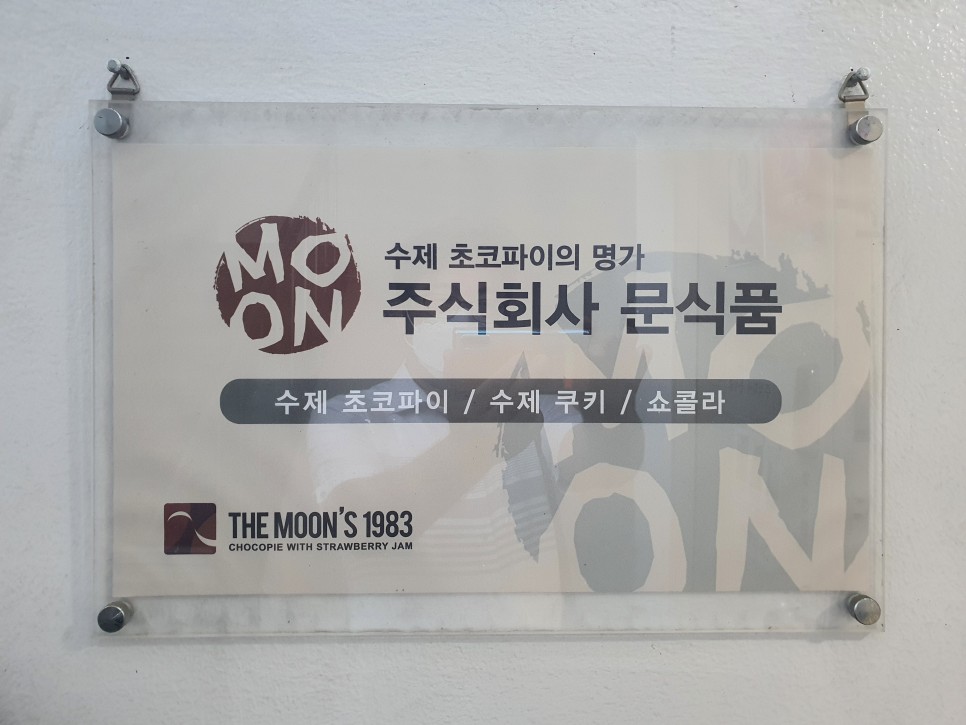 MO
ON
수제 초코파이의 명가
주식회사 문식품
수제 초코파이 / 수제 쿠키 / 쇼콜라
MO
ON
THE MOON'S 1983
CHOCOPIE WITH STRAWBERRY JAM